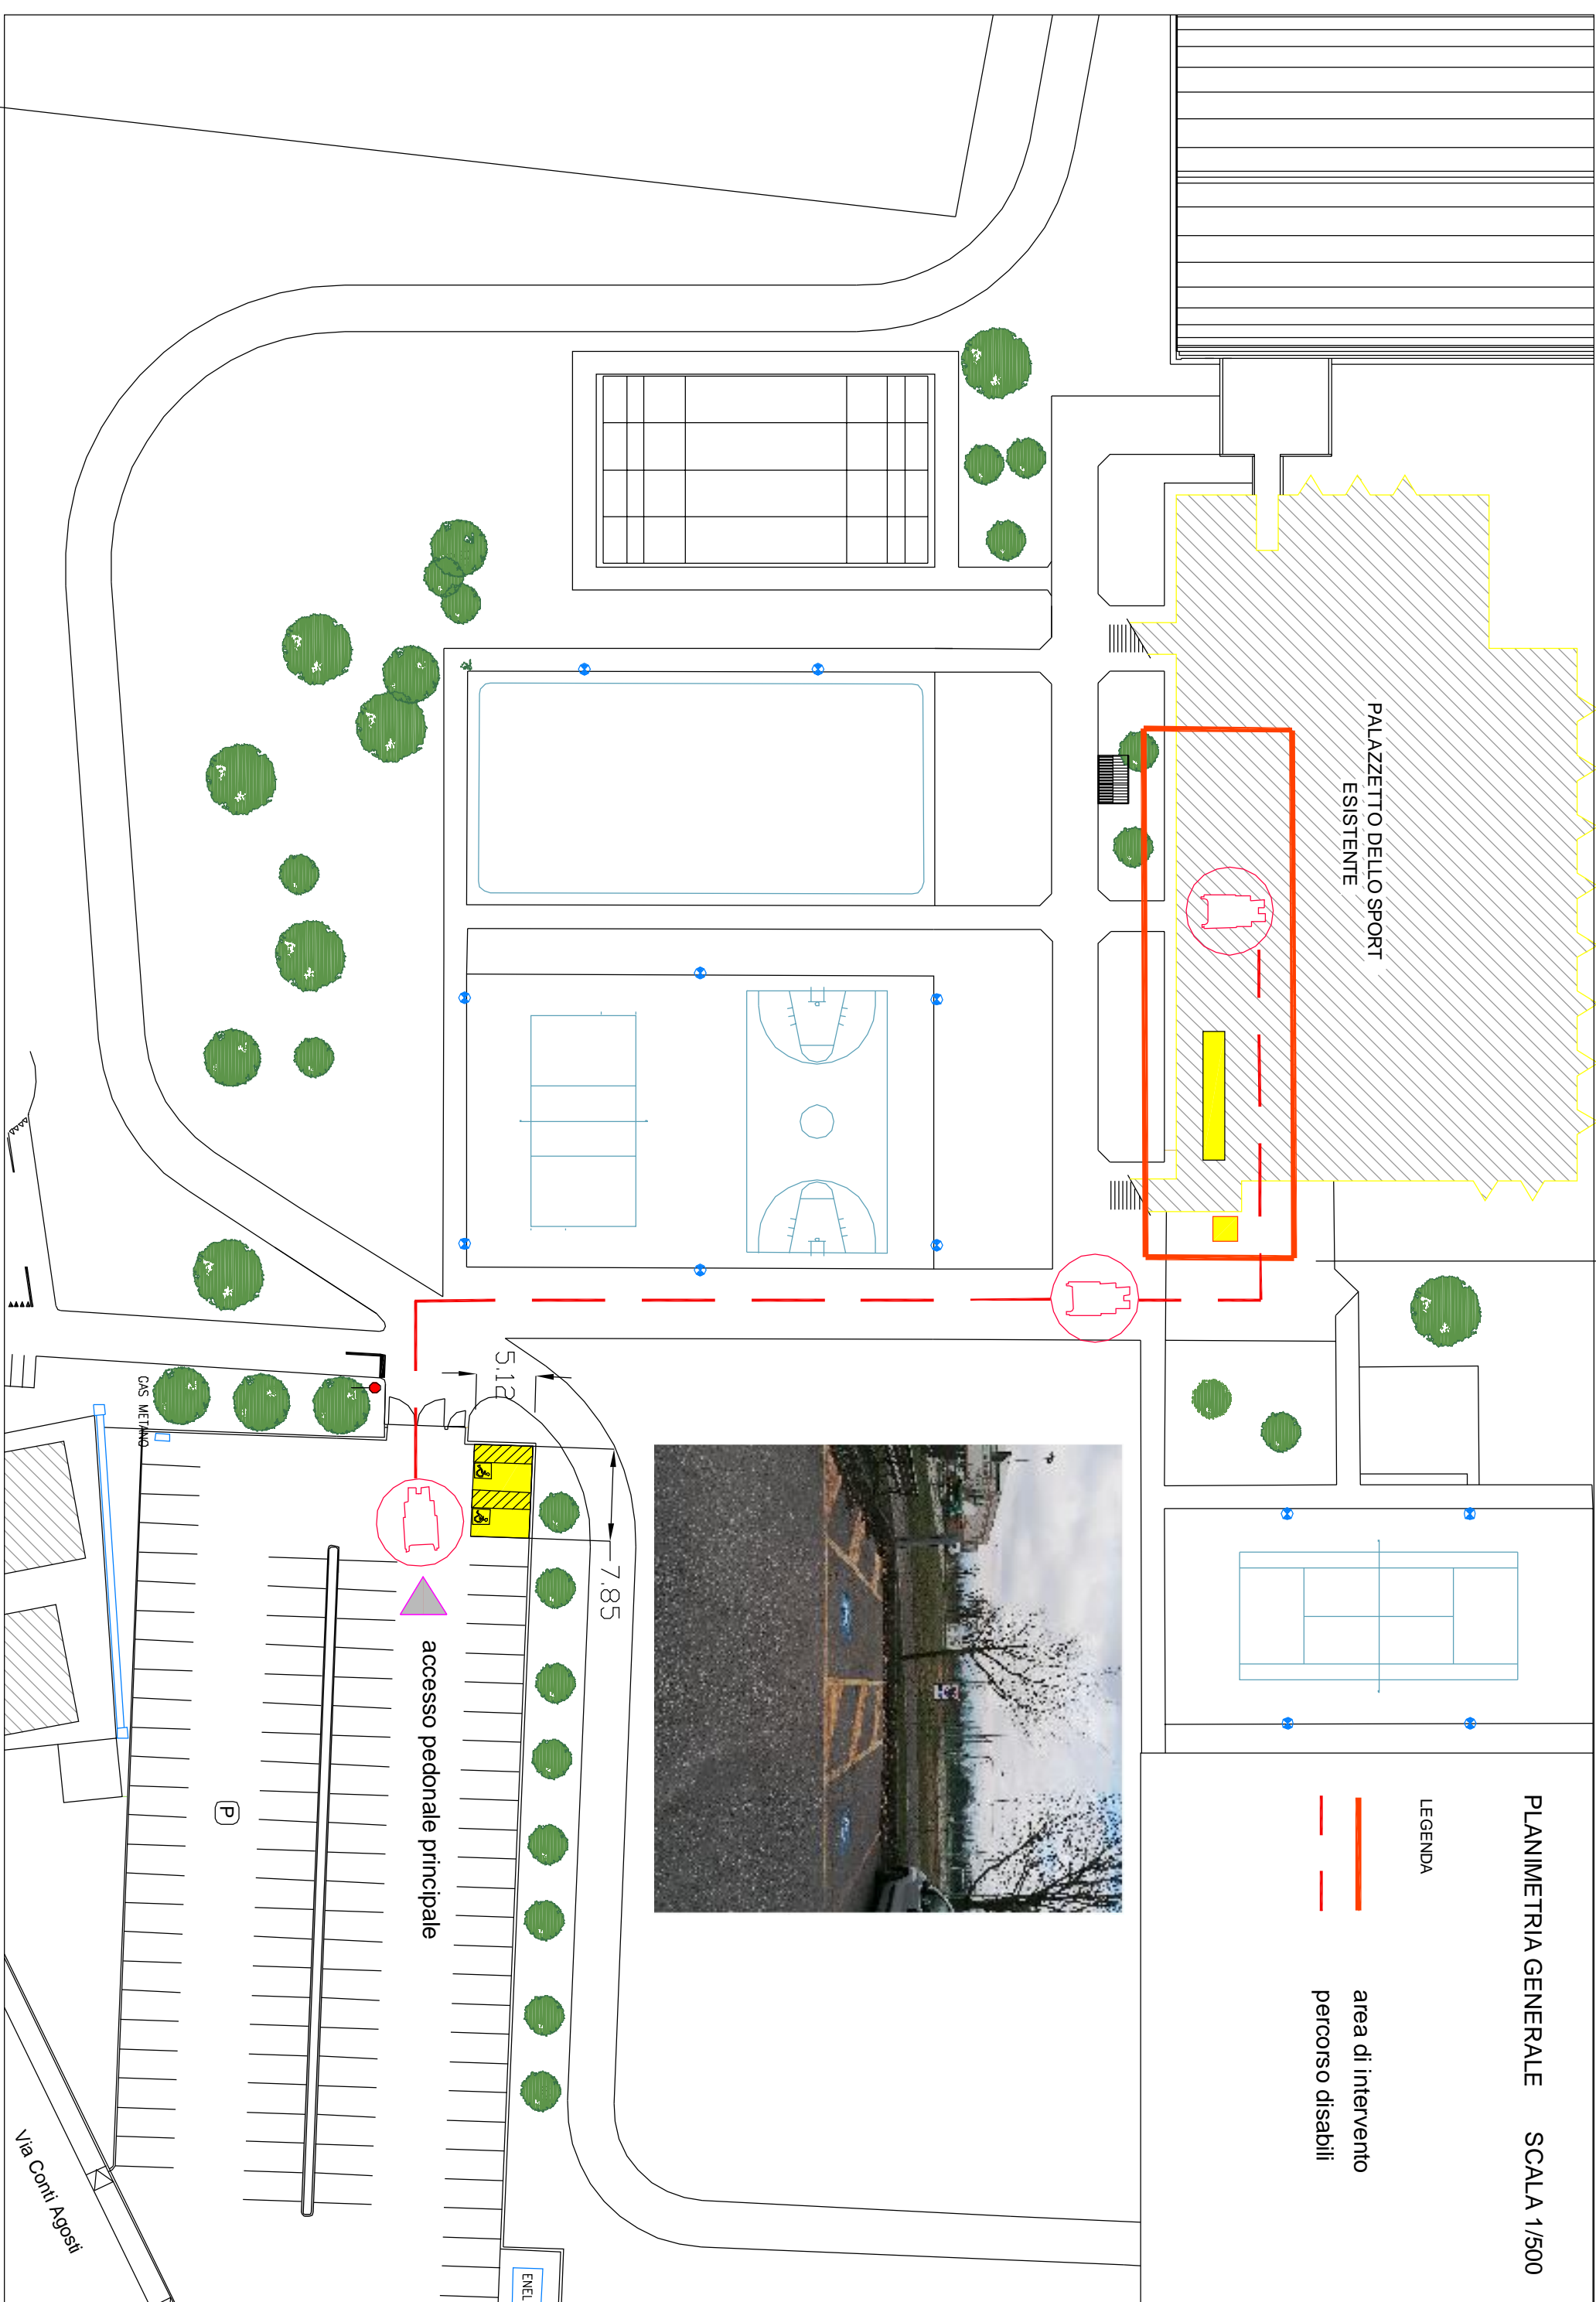 PLANIMETRIA GENERALE SCALA 1/500
LEGENDA
area di intervento
percorso disabili
PALAZZETTO DELLO SPORT
ESISTENTE
7.85
5.12
accesso pedonale principale
ENEL
P
GAS METANO
Via Conti Agosti